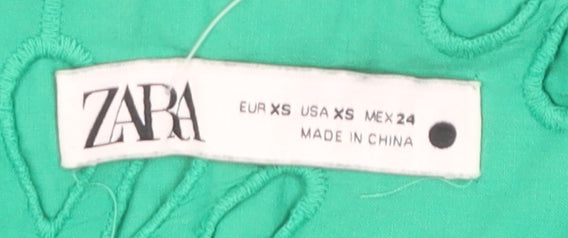 ZARA
EUR XS USA XS MEX 24
MADE IN CHINA